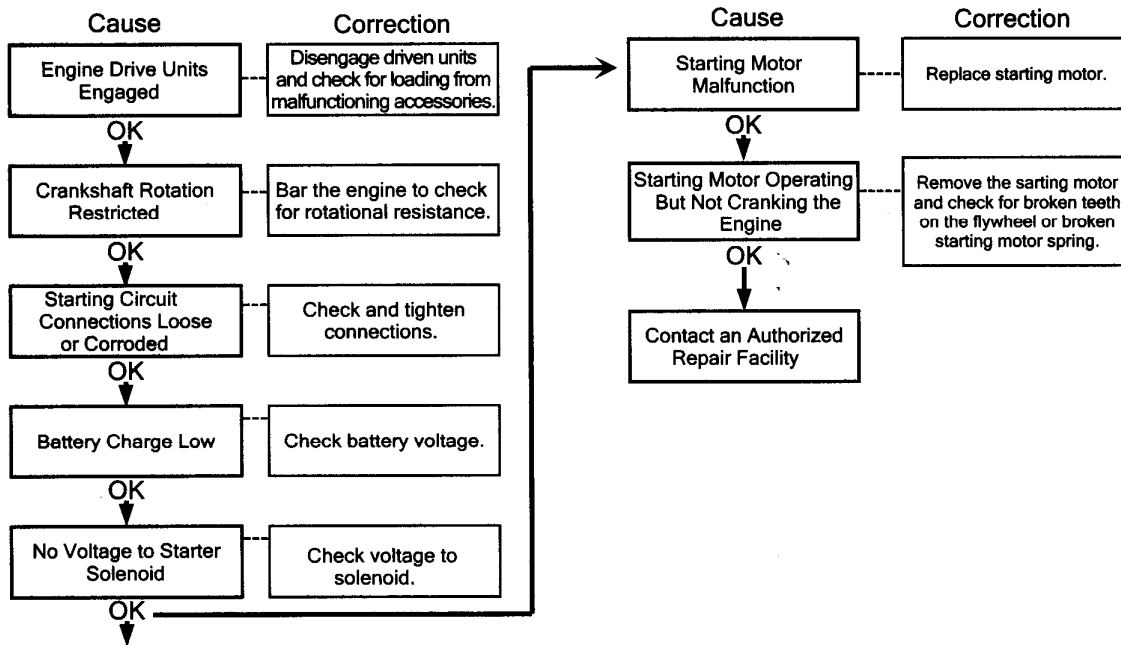 Cause
Correction
Engine Drive Units
Engaged
Disengage driven units
and check for loading from
malfunctioning accessories.
OK
Crankshaft Rotation
Restricted
Bar the engine to check
for rotational resistance.
OK
Starting Circuit
Connections Loose
or Corroded
Check and tighten
connections.
OK
Battery Charge Low
Check battery voltage.
OK
No Voltage to Starter
Solenoid
Check voltage to
solenoid.
OK
Cause
Correction
Starting Motor
Malfunction
Replace starting motor.
OK
Starting Motor Operating
But Not Cranking the
Engine
Remove the sarting motor
and check for broken teeth
on the flywheel or broken
starting motor spring.
OK
Contact an Authorized
Repair Facility